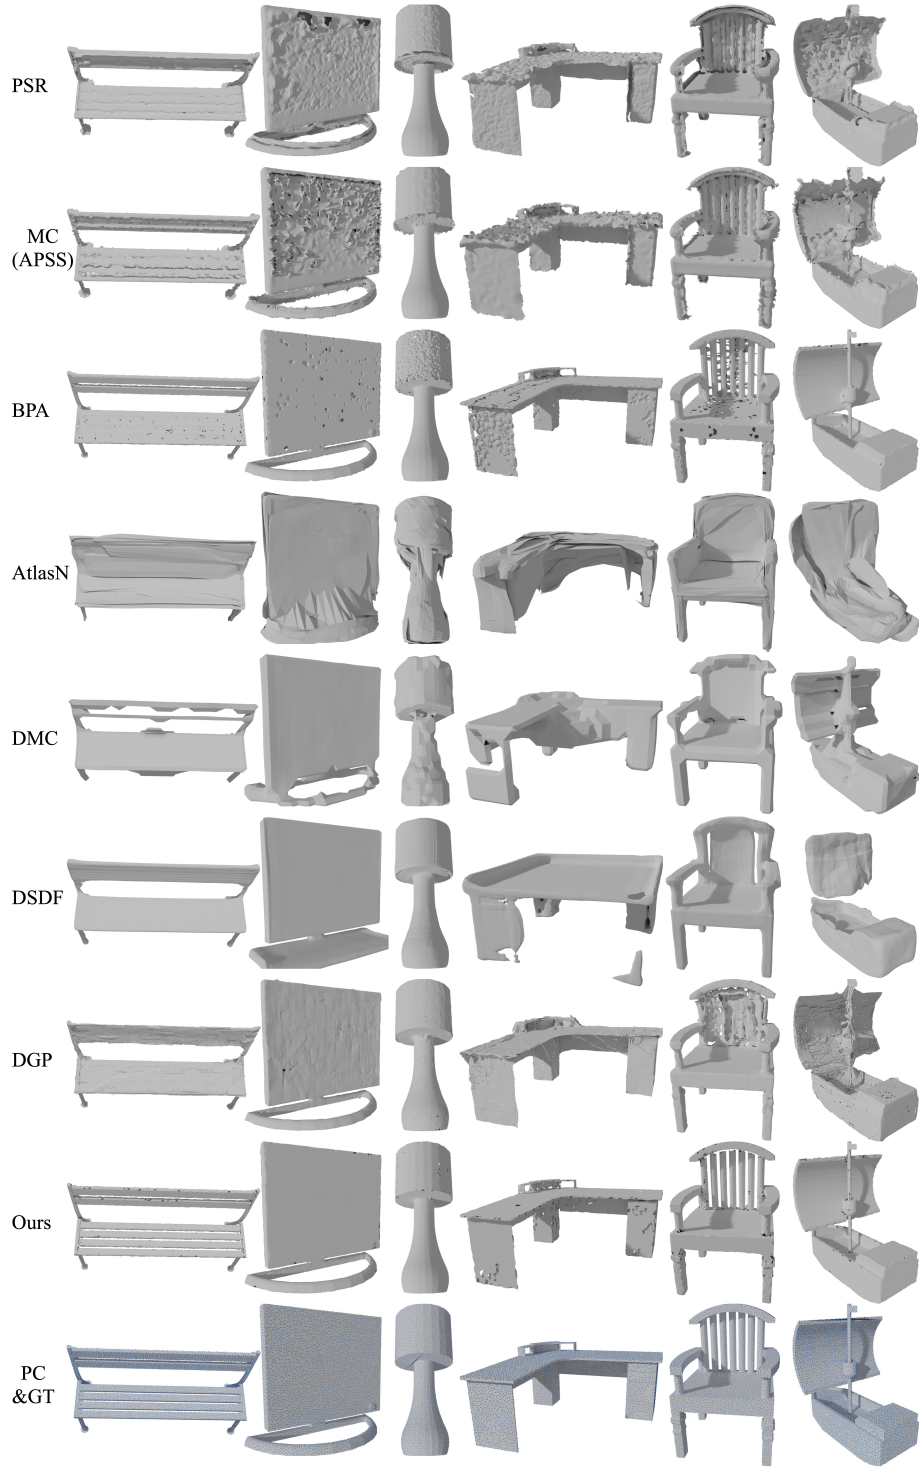 PSR
MC
(APSS)
BPA
AtlasN
DMC
DSDF
DGP
Ours
PC
&GT